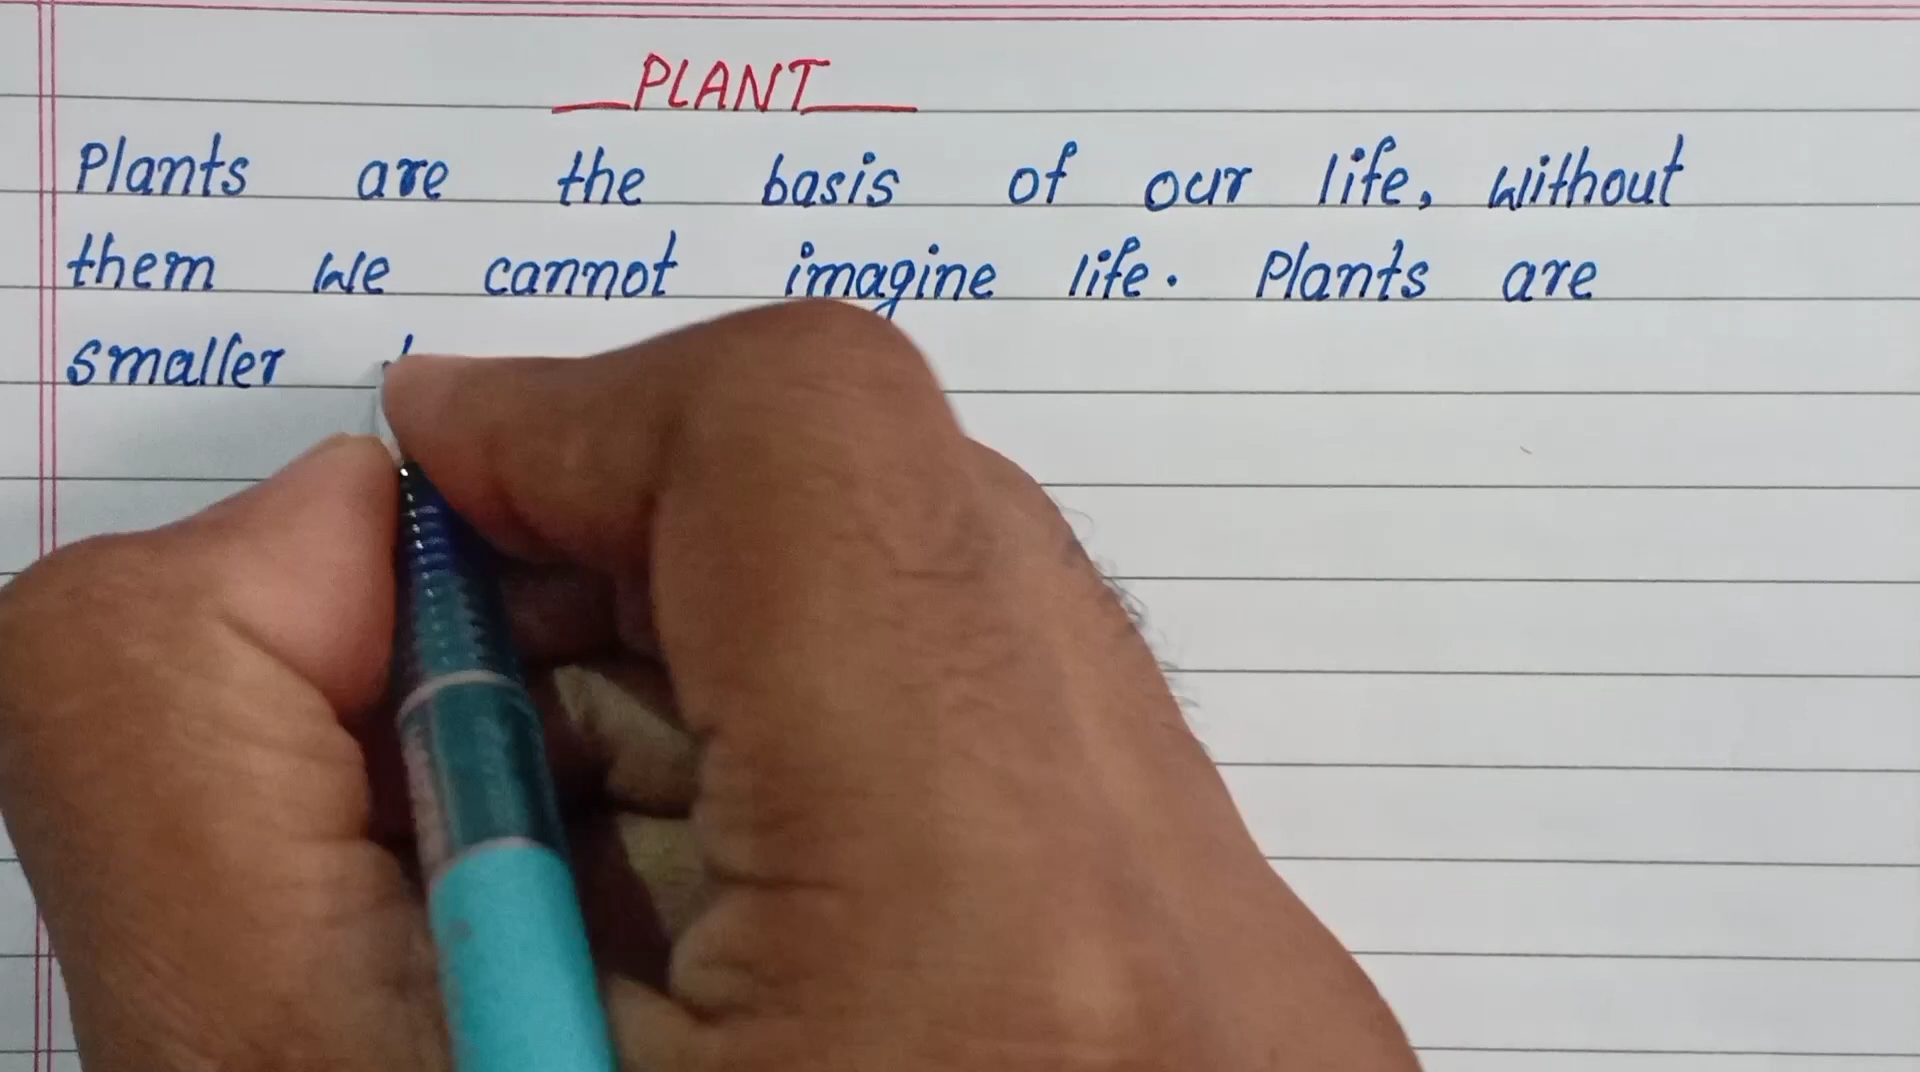 PLANT
Plants are the basis of our life, without
them we cannot imagine life. Plants are
smaller